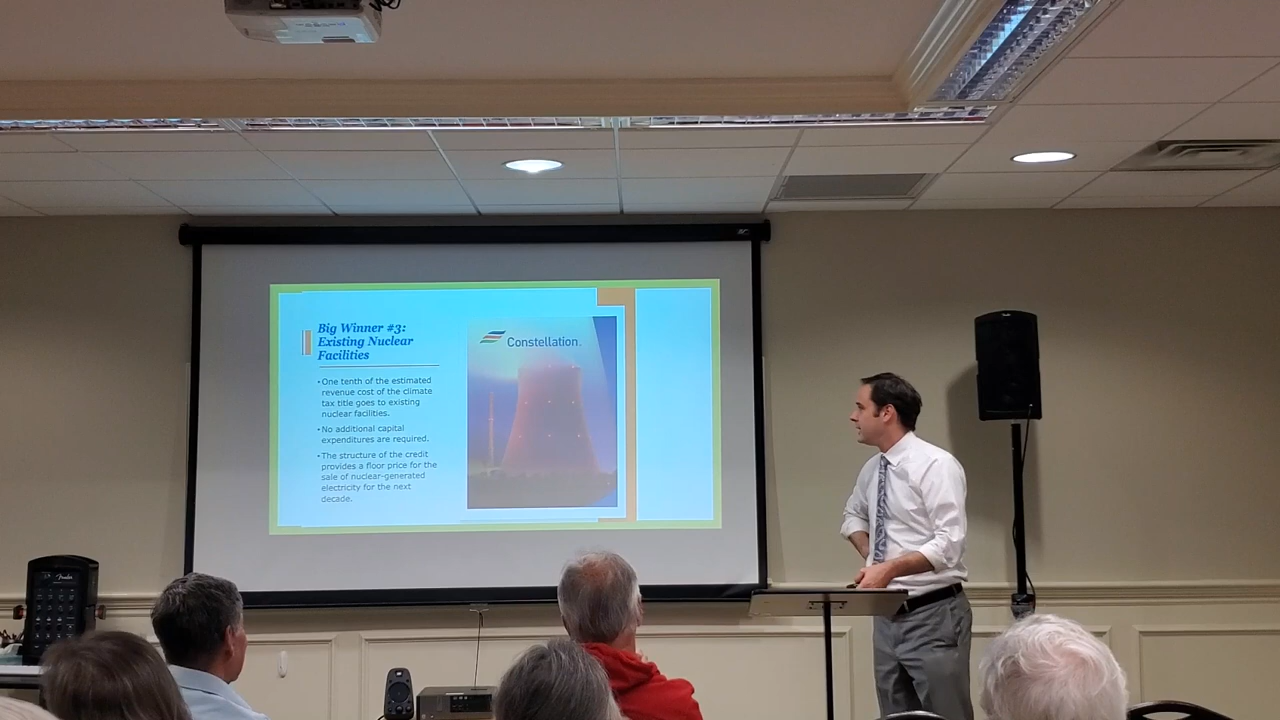 Big Winner #3:
Existing Nuclear
Facilities
• One tenth of the estimated
revenue cost of the climate
tax title goes to existing
nuclear facilities.
• No additional capital
expenditures are required.
• The structure of the credit
provides a floor price for the
sale of nuclear-generated
electricity for the next
decade.
Constellation
Fender
Fender